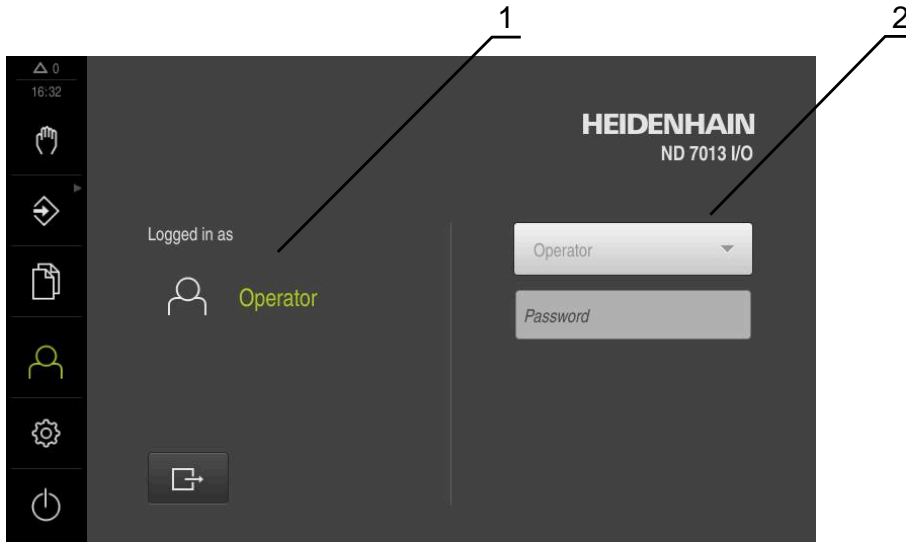 1
2
0
16:32
HEIDENHAIN
ND 7013 I/O
Logged in as
Operator
Operator
Password